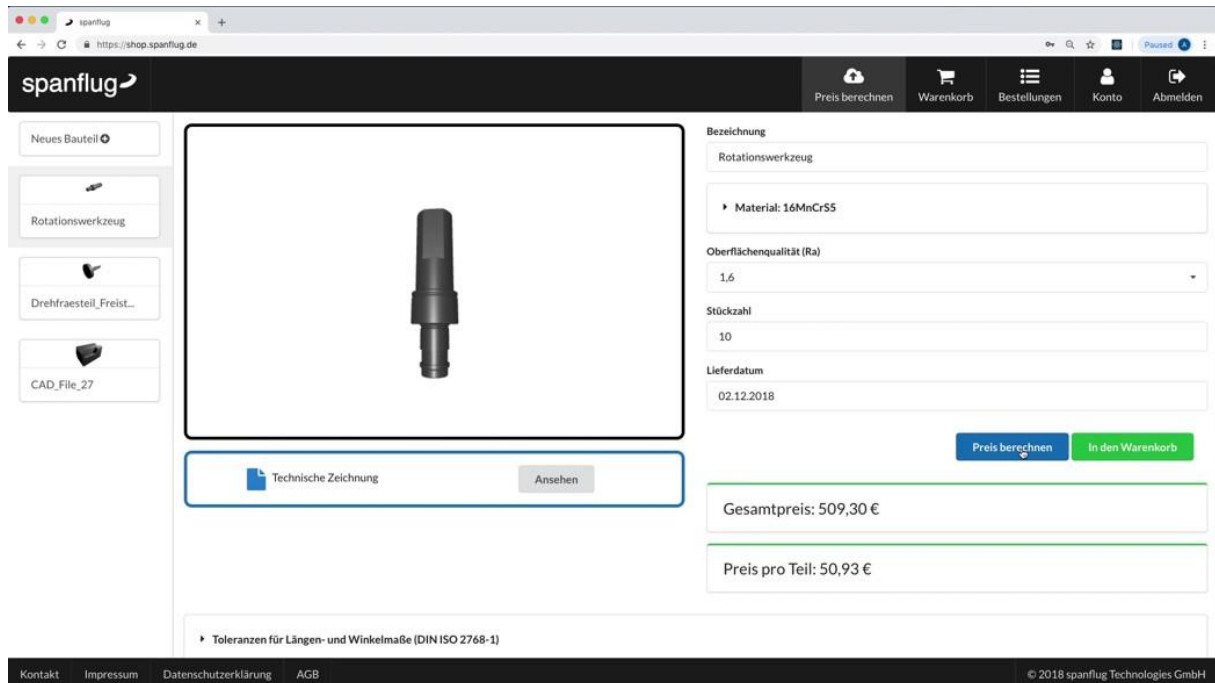 spanflug
https://shop.spanflug.de
Paused
A
spanflug
Preis berechnen
Warenkorb
Bestellungen
Konto
Abmelden
Neues Bauteil
Rotationswerkzeug
Drehfraesteil_Freist...
CAD_File_27
Technische Zeichnung
Ansehen
Bezeichnung
Rotationswerkzeug
Material: 16MnCrS5
Oberflächenqualität (Ra)
1,6
Stückzahl
10
Lieferdatum
02.12.2018
Preis berechnen
In den Warenkorb
Gesamtpreis: 509,30 €
Preis pro Teil: 50,93 €
Toleranzen für Längen- und Winkelmaße (DIN ISO 2768-1)
Kontakt
Impressum
Datenschutzerklärung
AGB
© 2018 spanflug Technologies GmbH